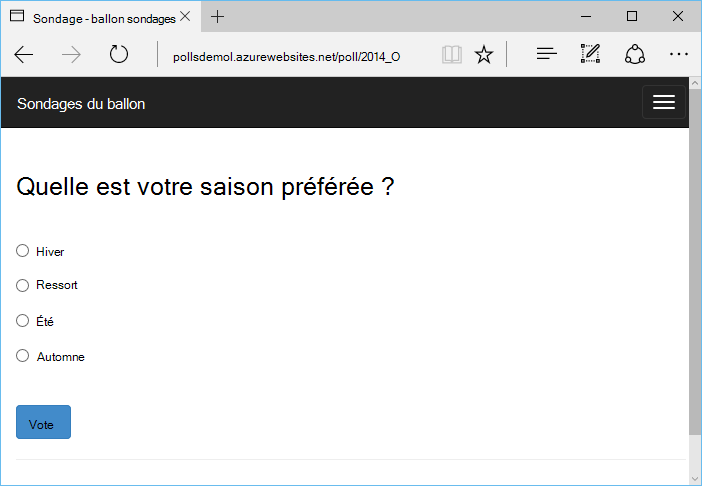 Sondage - ballon sondages
pollsdemol.azurewebsites.net/poll/2014_O
Sondages du ballon
Quelle est votre saison préférée ?
Hiver
Ressort
Été
Automne
Vote